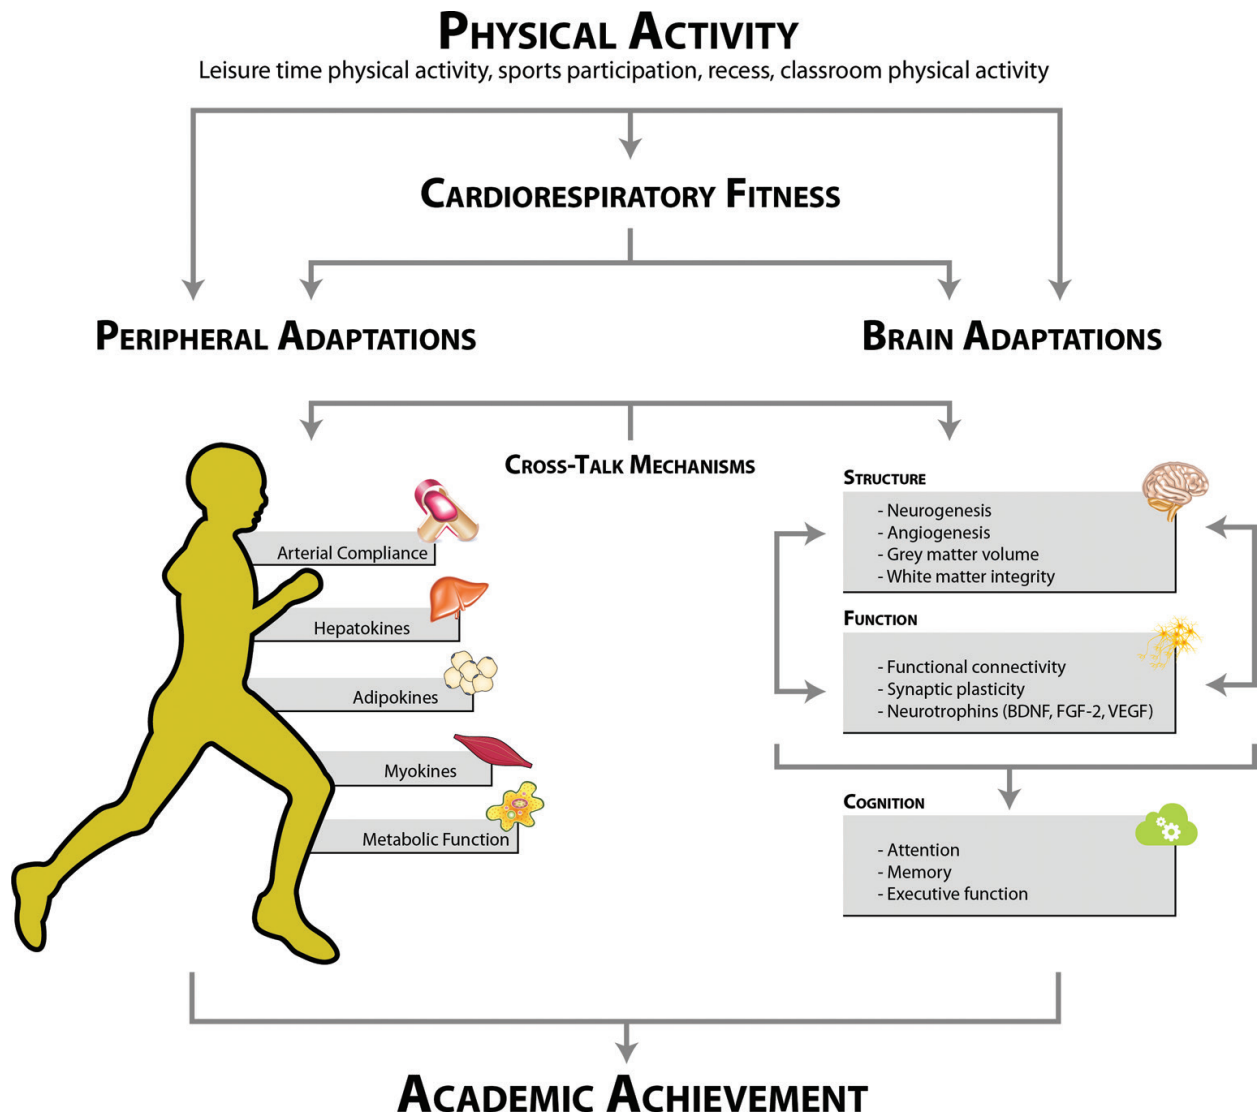 PHYSICAL ACTIVITY
Leisure time physical activity, sports participation, recess, classroom physical activity
CARDIORESPIRATORY FITNESS
PERIPHERAL ADAPTATIONS
BRAIN ADAPTATIONS
CROSS-TALK MECHANISMS
Arterial Compliance
Hepatokines
Adipokines
Myokines
Metabolic Function
STRUCTURE
- Neurogenesis
- Angiogenesis
- Grey matter volume
- White matter integrity
FUNCTION
- Functional connectivity
- Synaptic plasticity
- Neurotrophins (BDNF, FGF-2, VEGF)
COGNITION
- Attention
- Memory
- Executive function
ACADEMIC ACHIEVEMENT